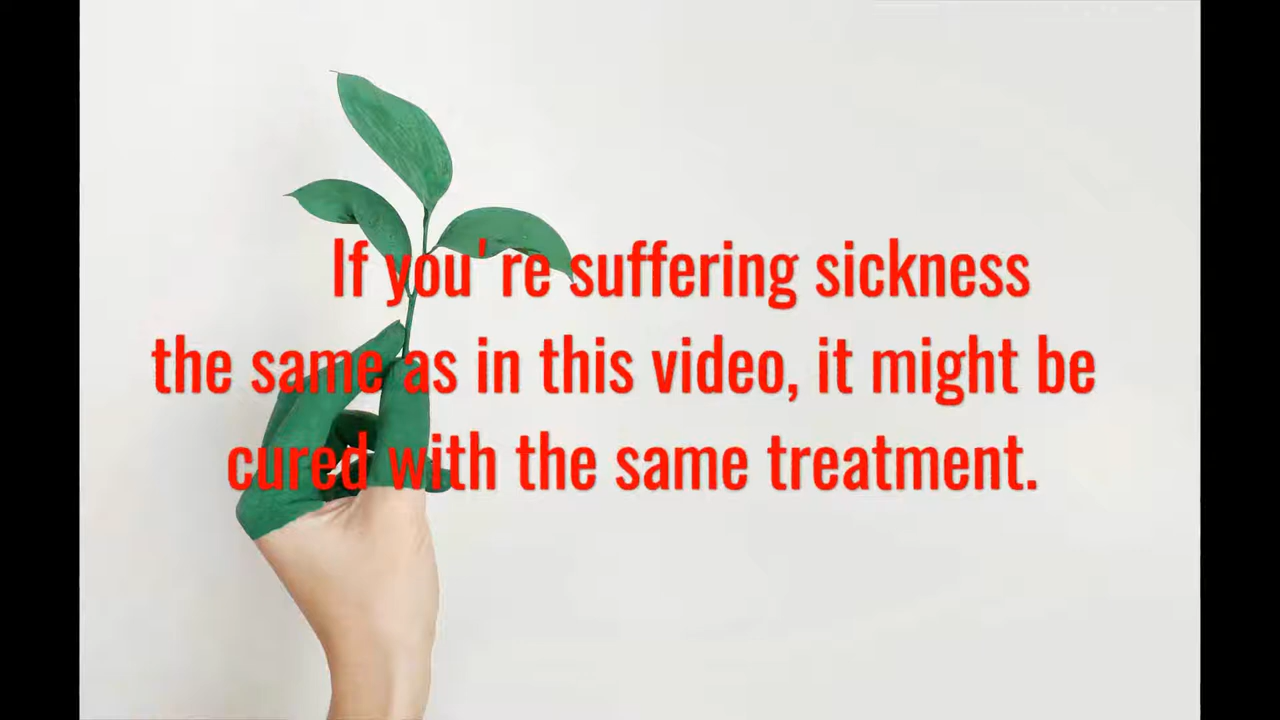 If you're suffering sickness
the same as in this video, it might be
cured with the same treatment.